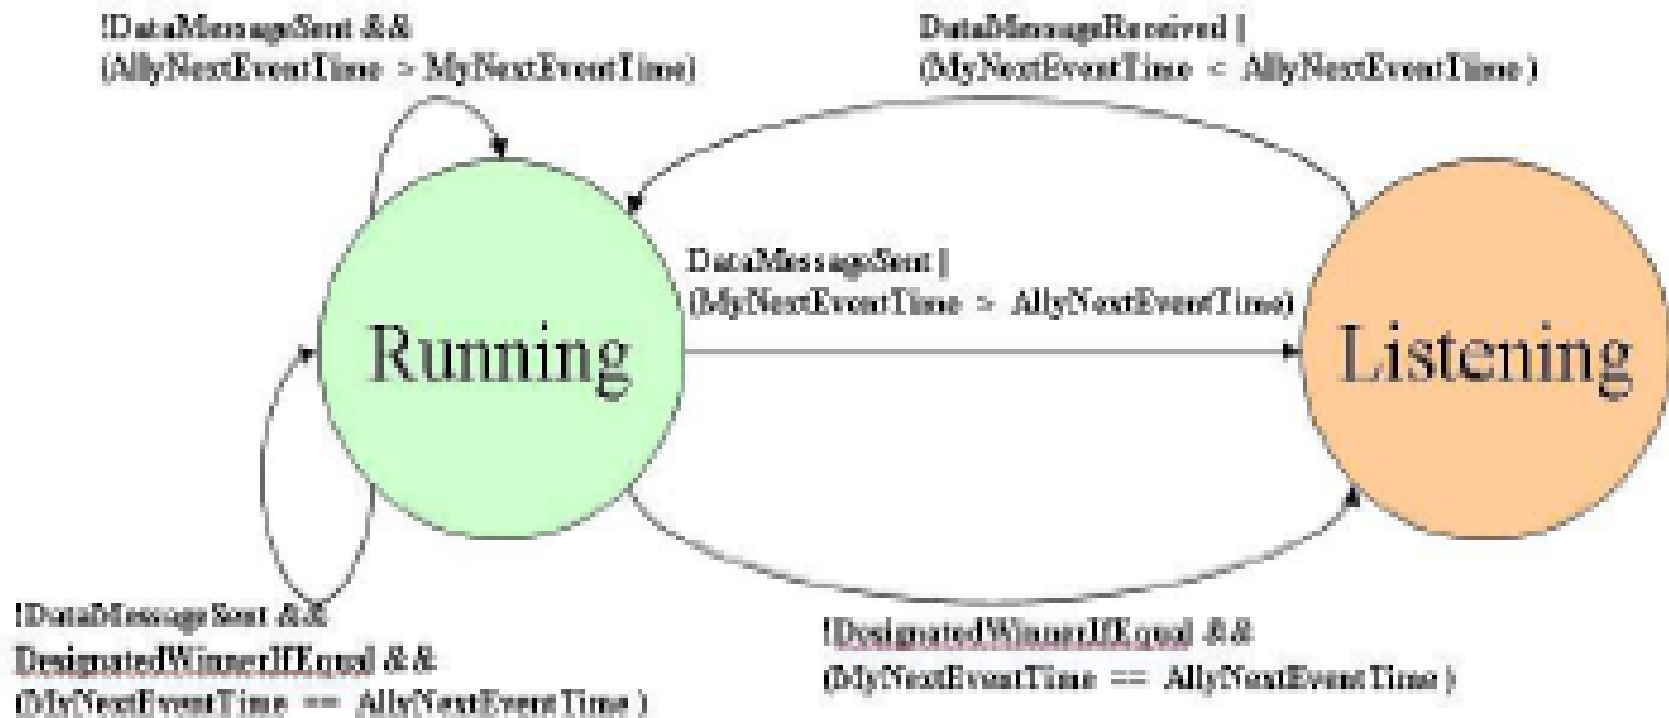 !DataMessageSent &&
(AllyNextEventTime > MyNextEventTime)
DataMessageReceived |
(MyNextEventTime < AllyNextEventTime )
DataMessageSent |
(MyNextEventTime > AllyNextEventTime)
Running
Listening
!DataMessageSent &&
DesignatedWinnerIfEqual &&
(MyNextEventTime == AllyNextEventTime )
!DesignatedWinnerIfEqual &&
(MyNextEventTime == AllyNextEventTime )